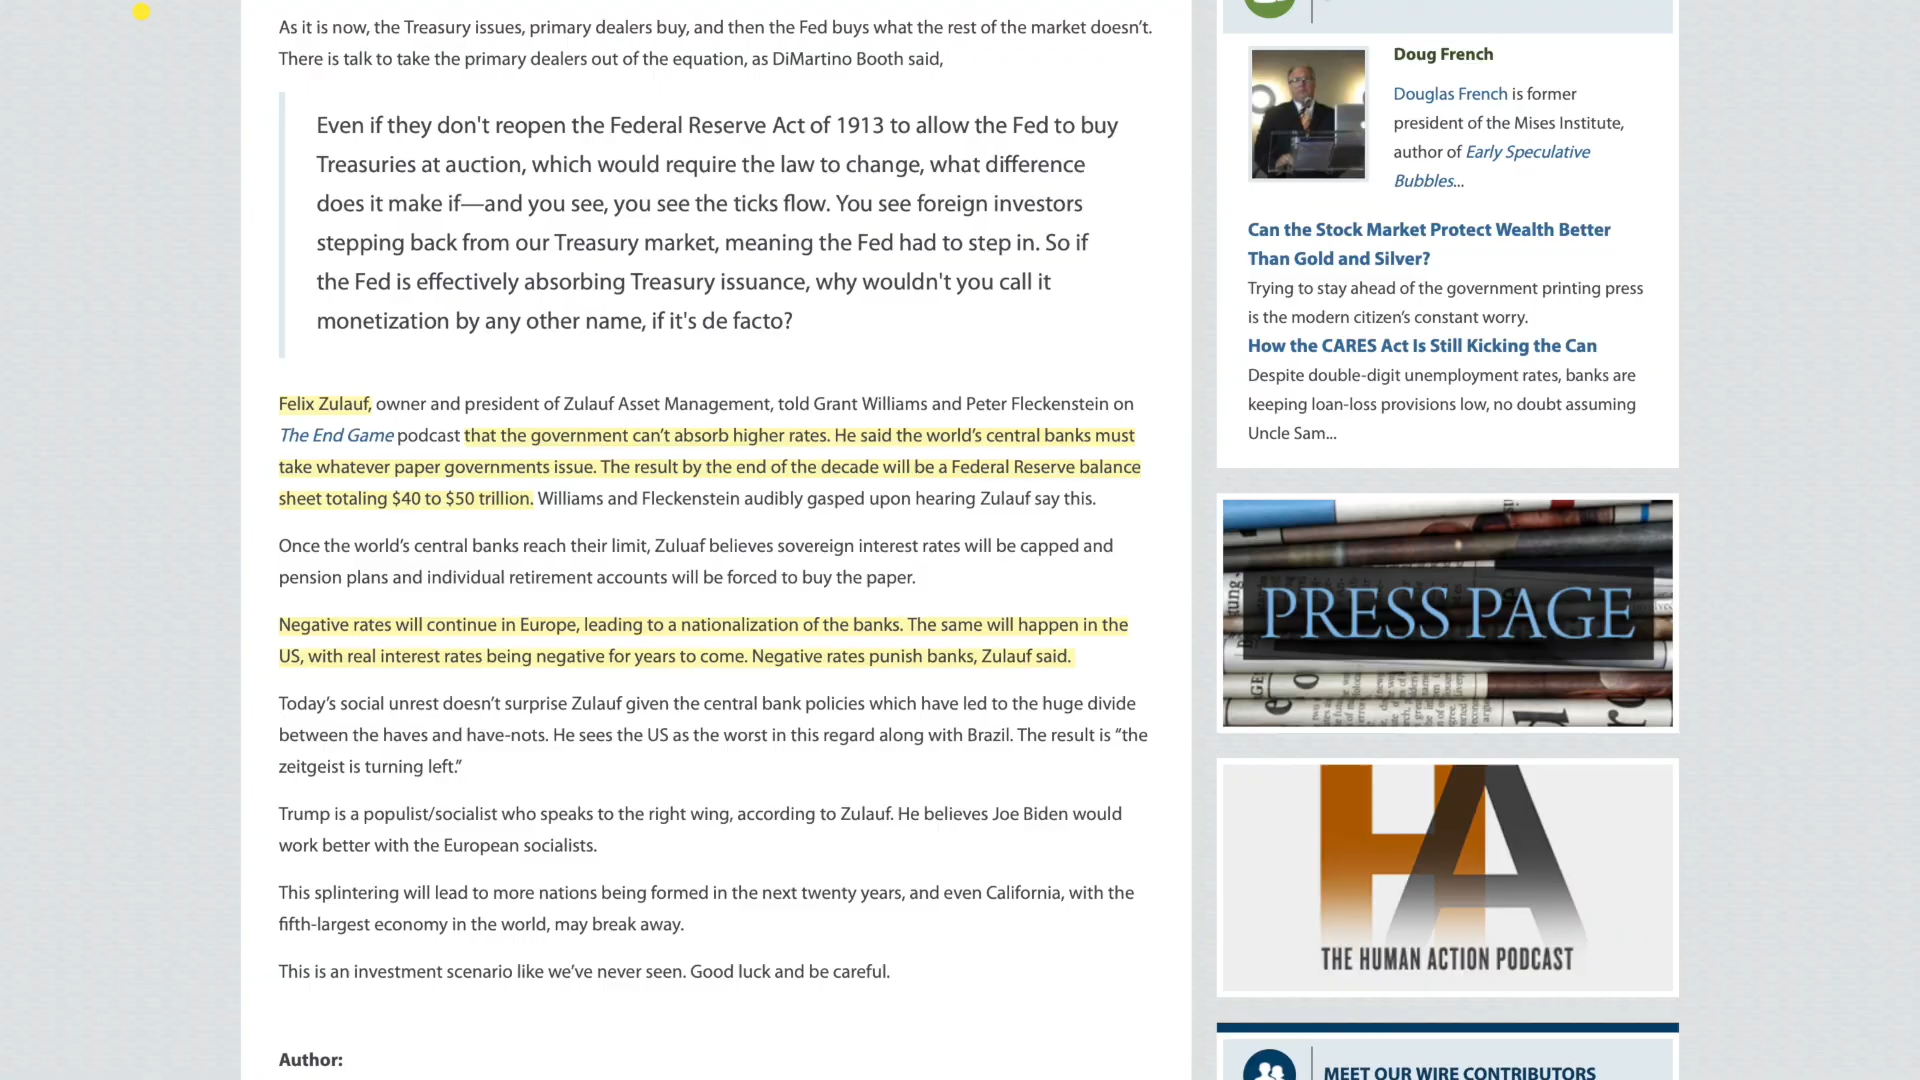 As it is now, the Treasury issues, primary dealers buy, and then the Fed buys what the rest of the market doesn’t.
There is talk to take the primary dealers out of the equation, as DiMartino Booth said,
Even if they don't reopen the Federal Reserve Act of 1913 to allow the Fed to buy
Treasuries at auction, which would require the law to change, what difference
does it make if—and you see, you see the ticks flow. You see foreign investors
stepping back from our Treasury market, meaning the Fed had to step in. So if
the Fed is effectively absorbing Treasury issuance, why wouldn't you call it
monetization by any other name, if it's de facto?
Felix Zulauf, owner and president of Zulauf Asset Management, told Grant Williams and Peter Fleckenstein on
The End Game podcast that the government can’t absorb higher rates. He said the world’s central banks must
take whatever paper governments issue. The result by the end of the decade will be a Federal Reserve balance
sheet totaling $40 to $50 trillion. Williams and Fleckenstein audibly gasped upon hearing Zulauf say this.
Once the world’s central banks reach their limit, Zuluaf believes sovereign interest rates will be capped and
pension plans and individual retirement accounts will be forced to buy the paper.
Negative rates will continue in Europe, leading to a nationalization of the banks. The same will happen in the
US, with real interest rates being negative for years to come. Negative rates punish banks, Zulauf said.
Today’s social unrest doesn’t surprise Zulauf given the central bank policies which have led to the huge divide
between the haves and have-nots. He sees the US as the worst in this regard along with Brazil. The result is “the
zeitgeist is turning left.”
Trump is a populist/socialist who speaks to the right wing, according to Zulauf. He believes Joe Biden would
work better with the European socialists.
This splintering will lead to more nations being formed in the next twenty years, and even California, with the
fifth-largest economy in the world, may break away.
This is an investment scenario like we’ve never seen. Good luck and be careful.
Author:
Doug French
Douglas French is former
president of the Mises Institute,
author of Early Speculative
Bubbles...
Can the Stock Market Protect Wealth Better
Than Gold and Silver?
Trying to stay ahead of the government printing press
is the modern citizen’s constant worry.
How the CARES Act Is Still Kicking the Can
Despite double-digit unemployment rates, banks are
keeping loan-loss provisions low, no doubt assuming
Uncle Sam...
PRESS PAGE
HA
THE HUMAN ACTION PODCAST
MEET OUR WIRE CONTRIBUTORS